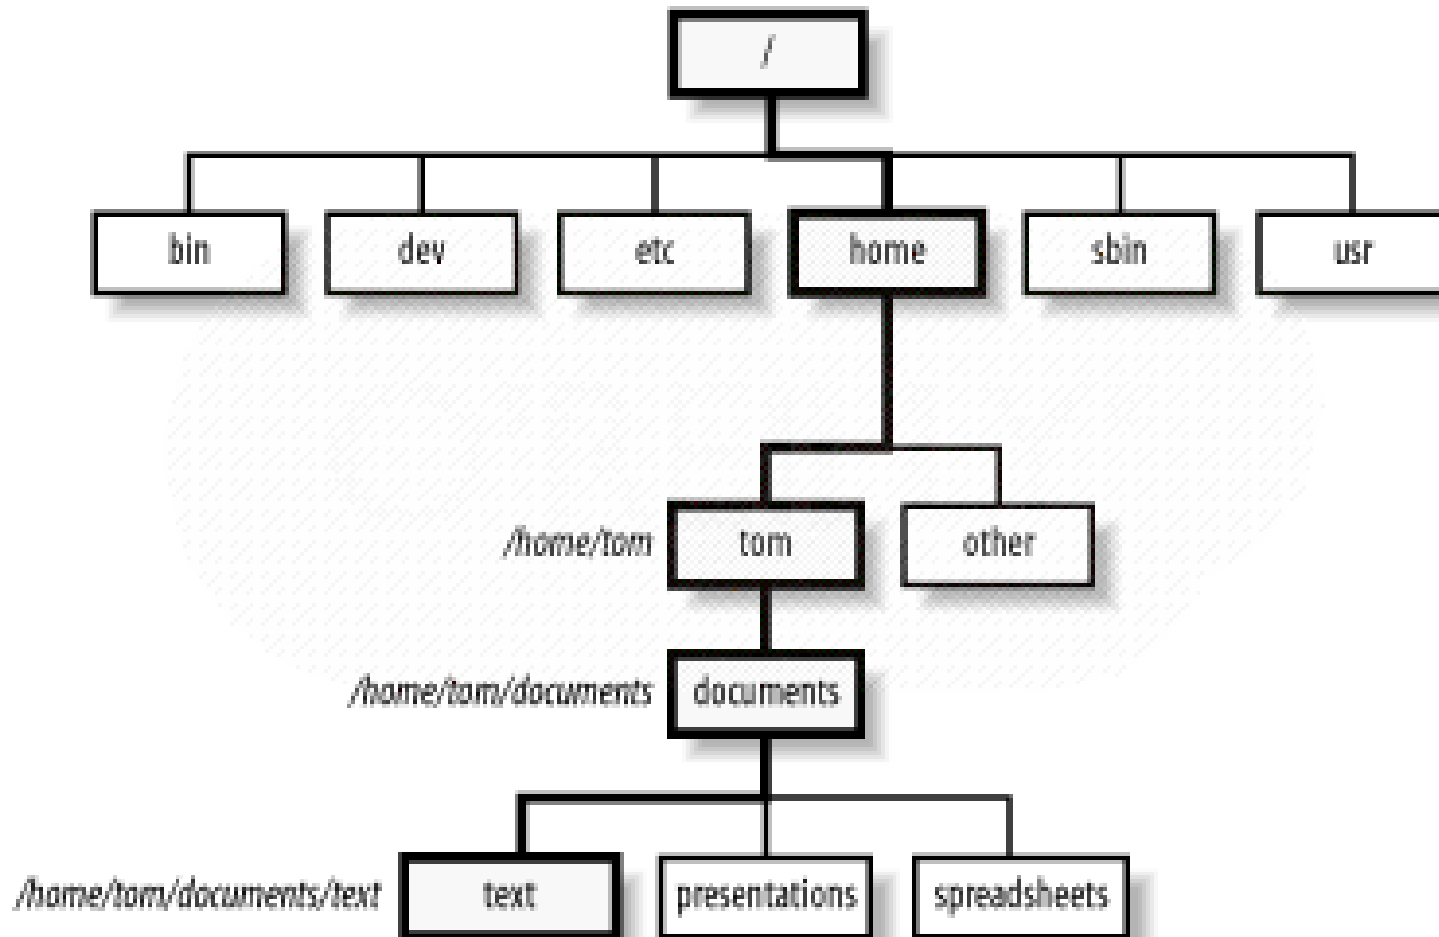 /
bin dev etc home sbin usr
/home/tom tom other
/home/tom/documents documents
/home/tom/documents/text text presentations spreadsheets